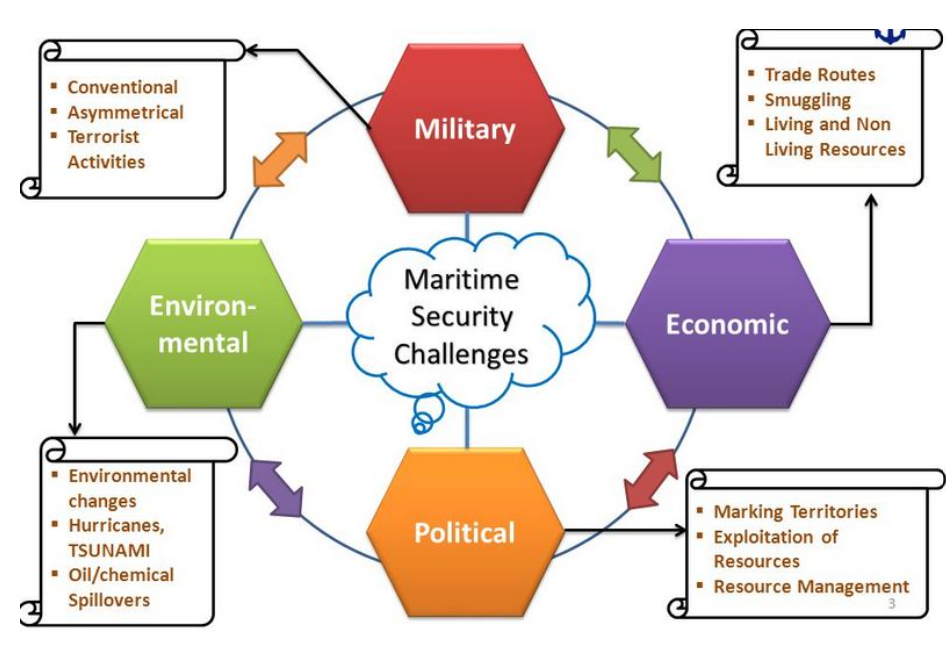 Conventional
Asymmetrical
Terrorist
Activities
Military
Trade Routes
Smuggling
Living and Non
Living Resources
Environ-
mental
Maritime
Security
Challenges
Economic
Environmental
changes
Hurricanes,
TSUNAMI
Oil/chemical
Spillovers
Political
Marking Territories
Exploitation of
Resources
Resource Management
3